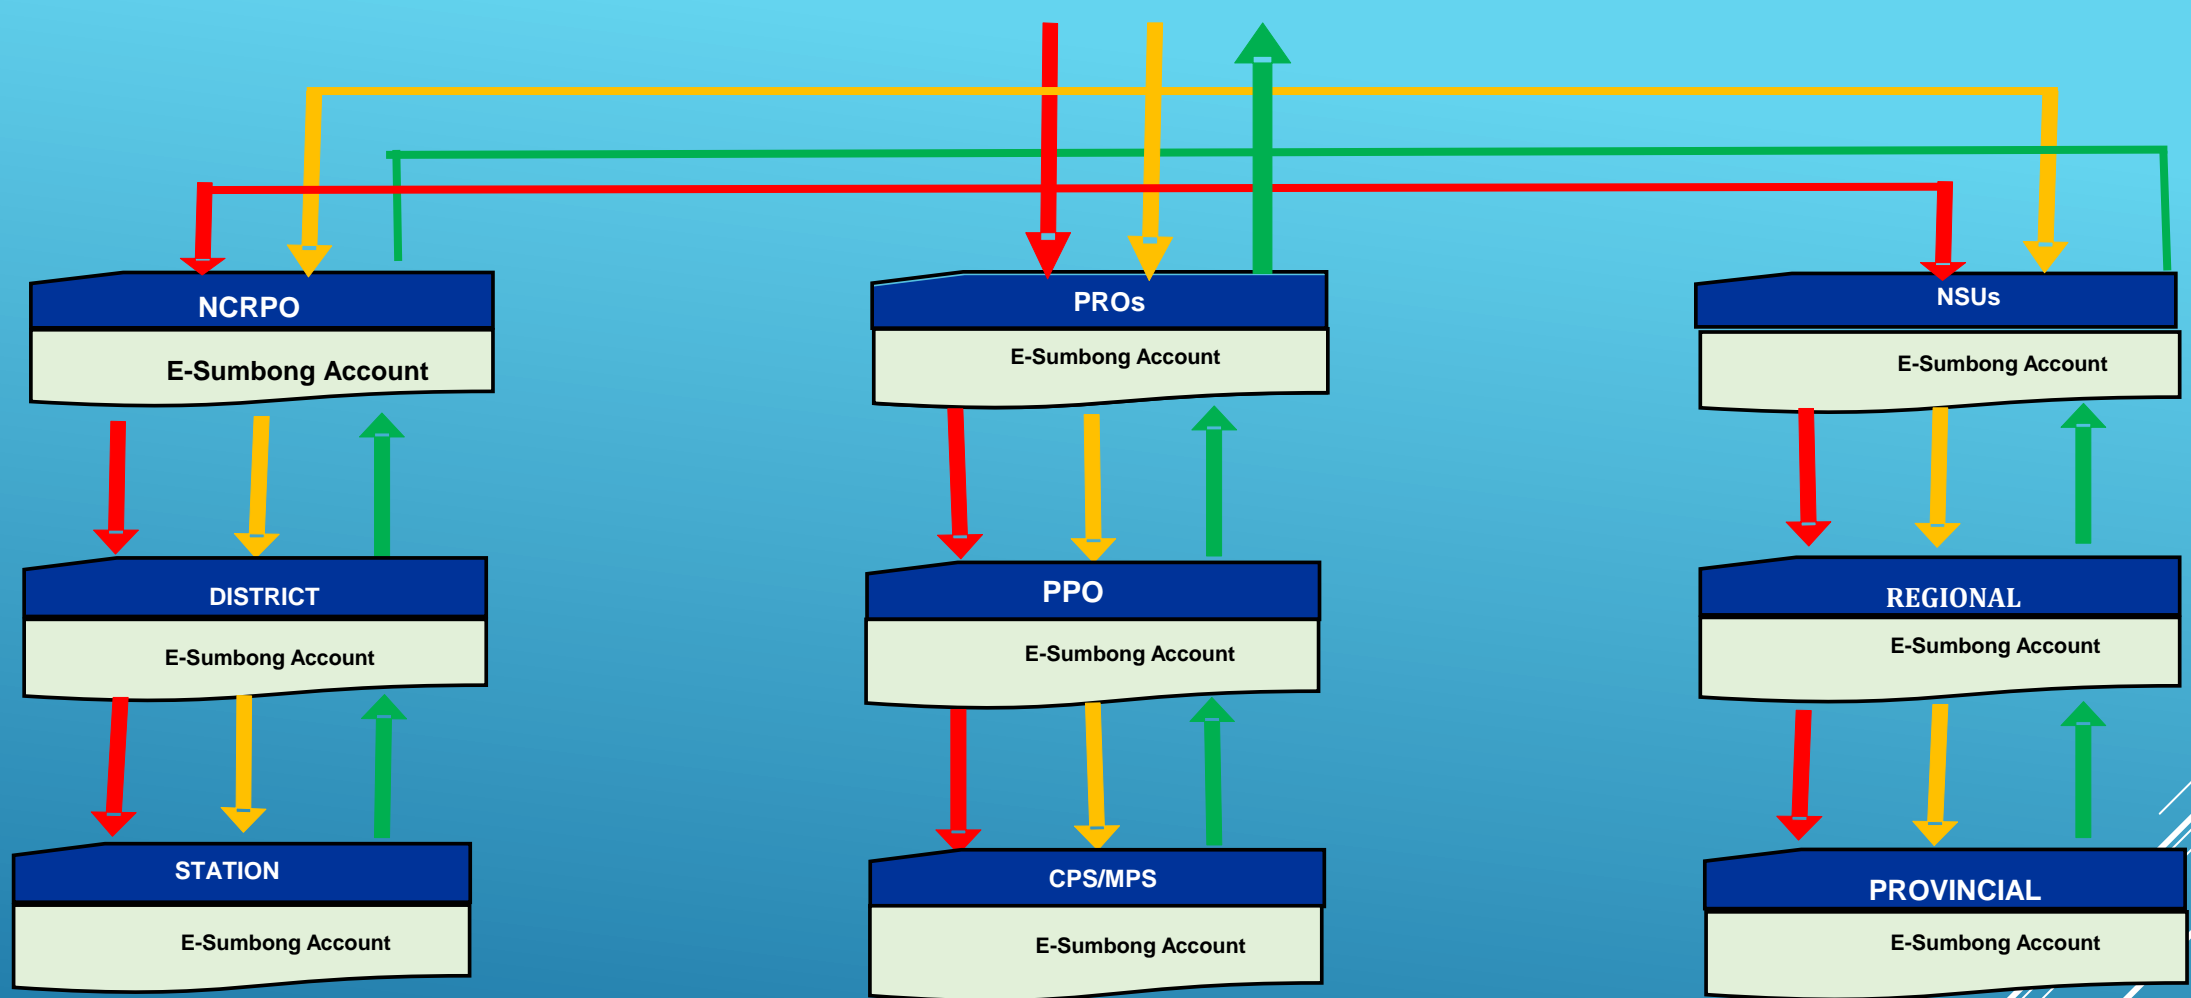 NCRPO
E-Sumbong Account
PROs
E-Sumbong Account
NSUs
E-Sumbong Account
DISTRICT
E-Sumbong Account
PPO
E-Sumbong Account
REGIONAL
E-Sumbong Account
STATION
E-Sumbong Account
CPS/MPS
E-Sumbong Account
PROVINCIAL
E-Sumbong Account